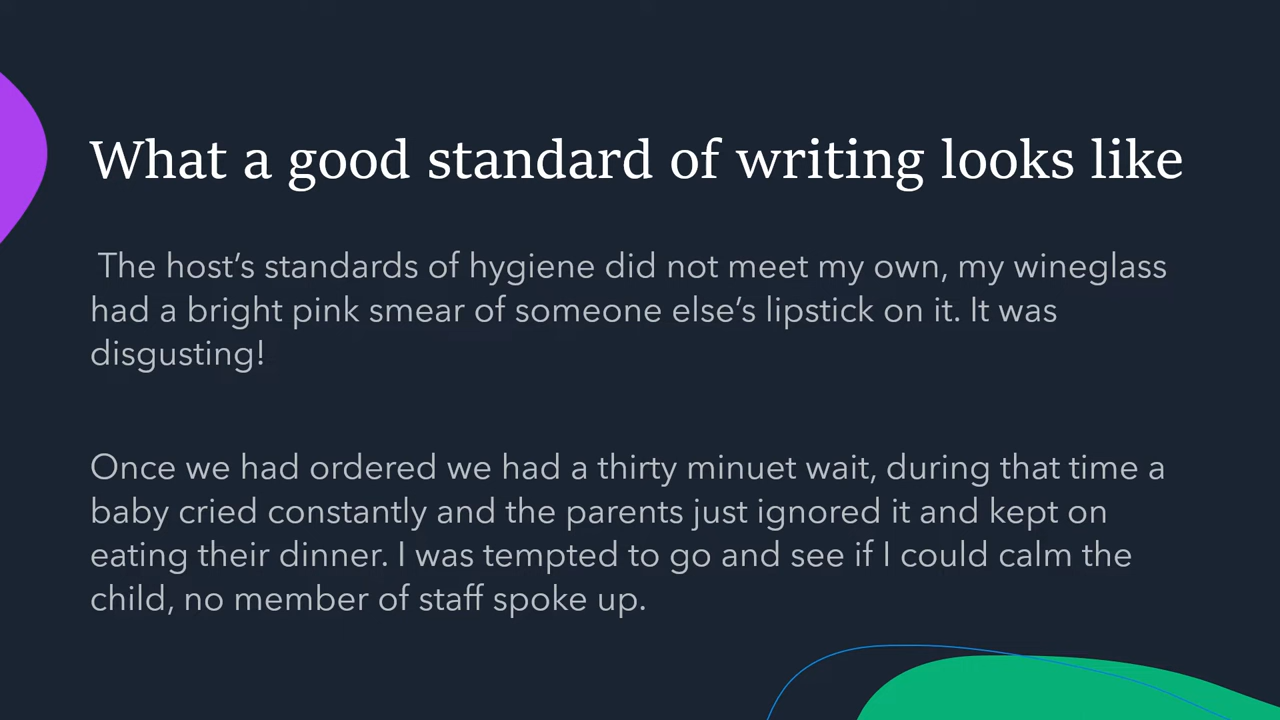 What a good standard of writing looks like
The host’s standards of hygiene did not meet my own, my wineglass
had a bright pink smear of someone else’s lipstick on it. It was
disgusting!
Once we had ordered we had a thirty minuet wait, during that time a
baby cried constantly and the parents just ignored it and kept on
eating their dinner. I was tempted to go and see if I could calm the
child, no member of staff spoke up.